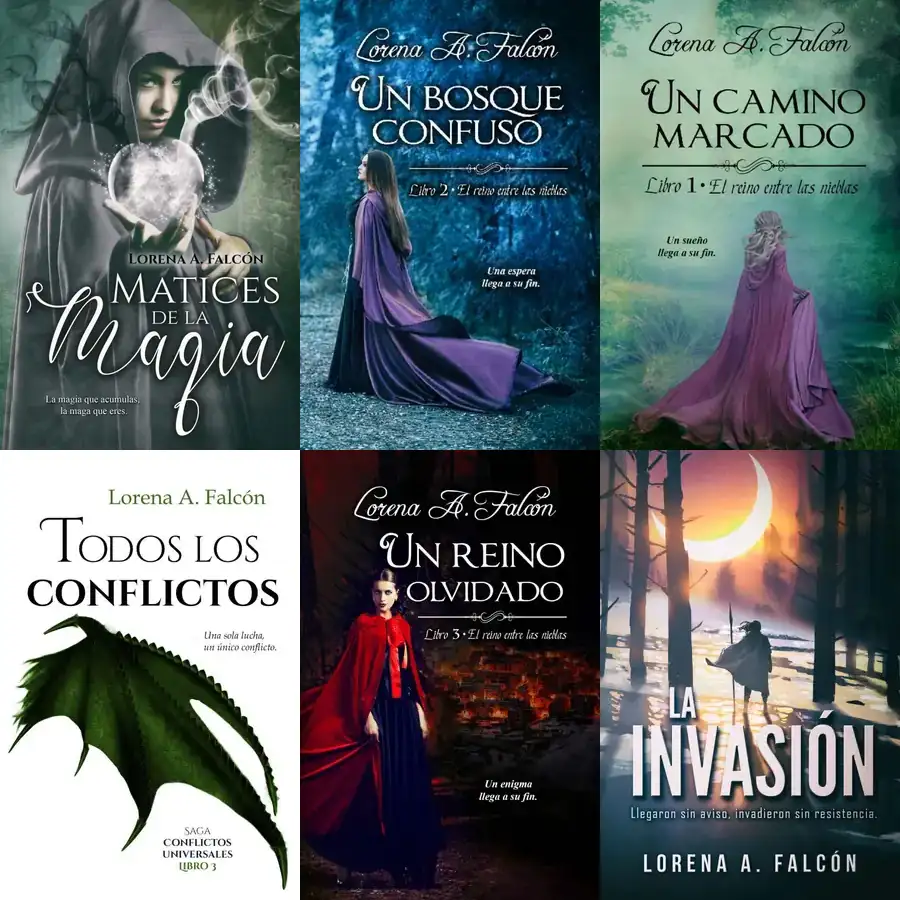 LORENA A. FALCÓN
MATICES
DE LA
Magia
La magia que acumulas,
la maga que eres.
Lorena A. Falcón
UN BOSQUE
CONFUSO
Libro 2 • El reino entre las nieblas
Una espera
llega a su fin.
Lorena A. Falcón
UN CAMINO
MARCADO
Libro 1 • El reino entre las nieblas
Un sueño
llega a su fin.
Lorena A. Falcón
TODOS LOS
CONFLICTOS
Una sola lucha,
un único conflicto.
SAGA
CONFLICTOS
UNIVERSALES
LIBRO 3
Lorena A. Falcón
UN REINO
OLVIDADO
Libro 3 • El reino entre las nieblas
Un enigma
llega a su fin.
LA
INVASIÓN
Llegaron sin aviso, invadieron sin resistencia.
LORENA A. FALCÓN